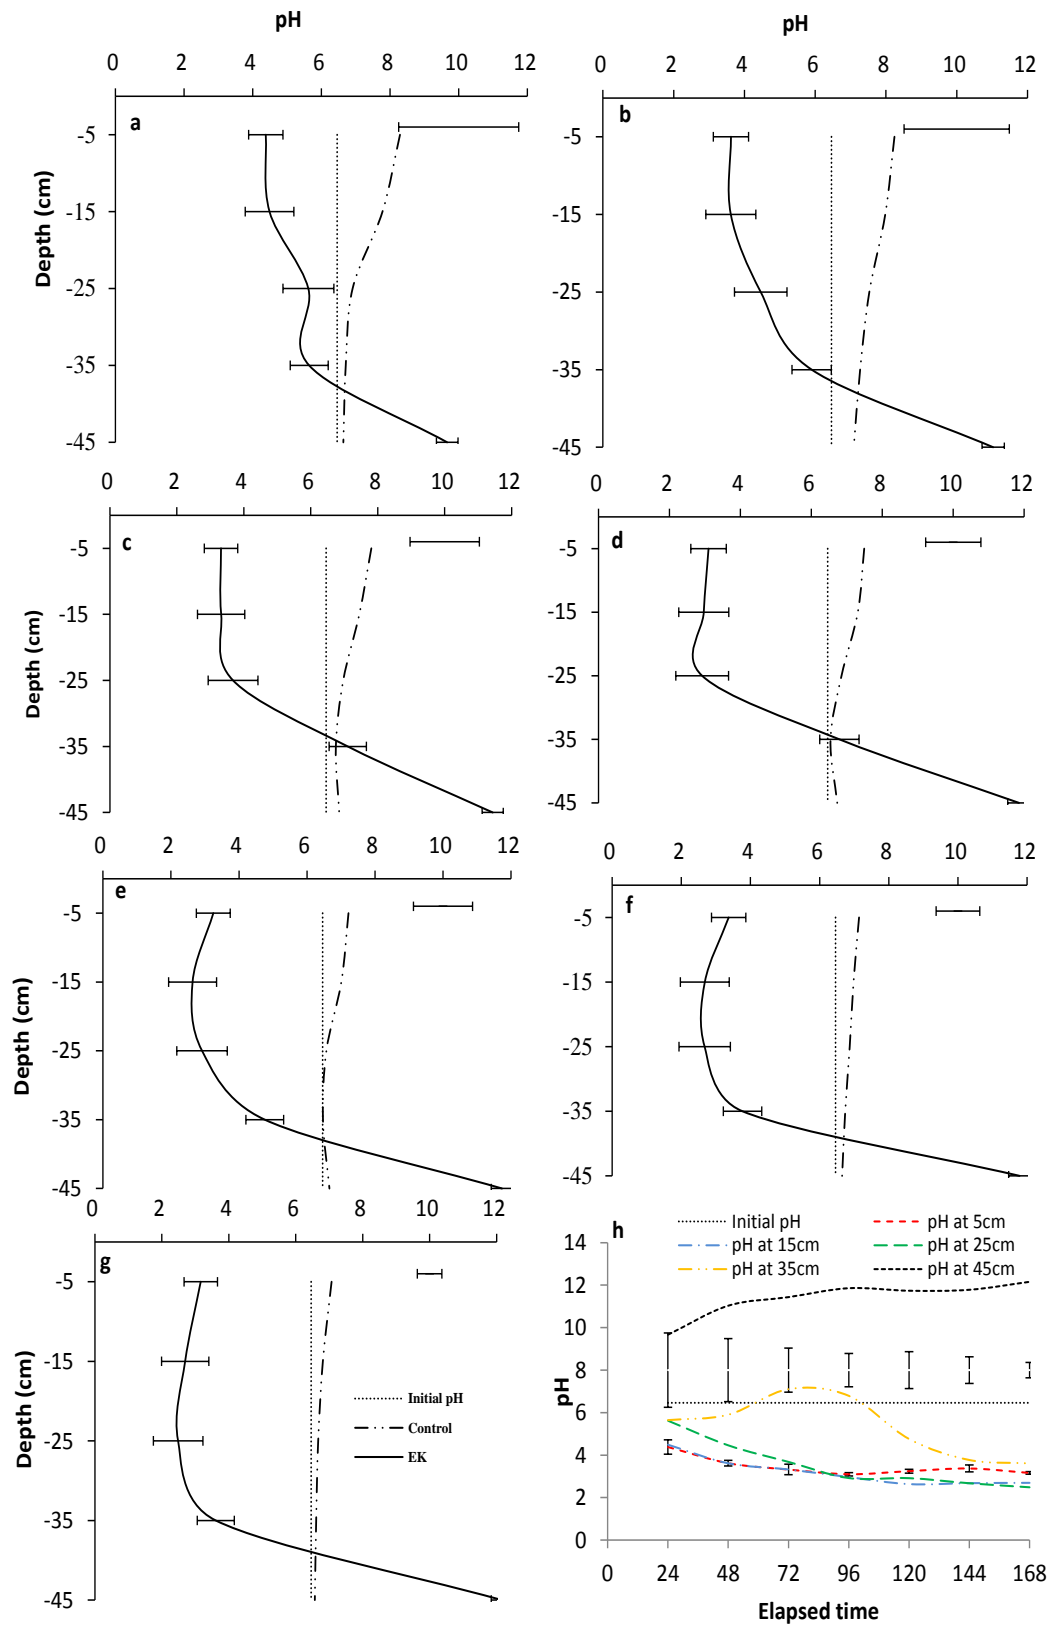 pH
pH
0 2 4 6 8 10 12
0 2 4 6 8 10 12
a
b
-5
-15
-25
-35
-45
Depth (cm)
-5
-15
-25
-35
-45
0 2 4 6 8 10 12
0 2 4 6 8 10 12
c
d
-5
-15
-25
-35
-45
Depth (cm)
-5
-15
-25
-35
-45
0 2 4 6 8 10 12
0 2 4 6 8 10 12
e
f
-5
-15
-25
-35
-45
Depth (cm)
-5
-15
-25
-35
-45
0 2 4 6 8 10 12
g
-5
-15
-25
-35
-45
Depth (cm)
Initial pH
Control
EK
h
Initial pH
pH at 5cm
pH at 15cm
pH at 25cm
pH at 35cm
pH at 45cm
14
12
10
8
6
4
2
0
pH
0 24 48 72 96 120 144 168
Elapsed time